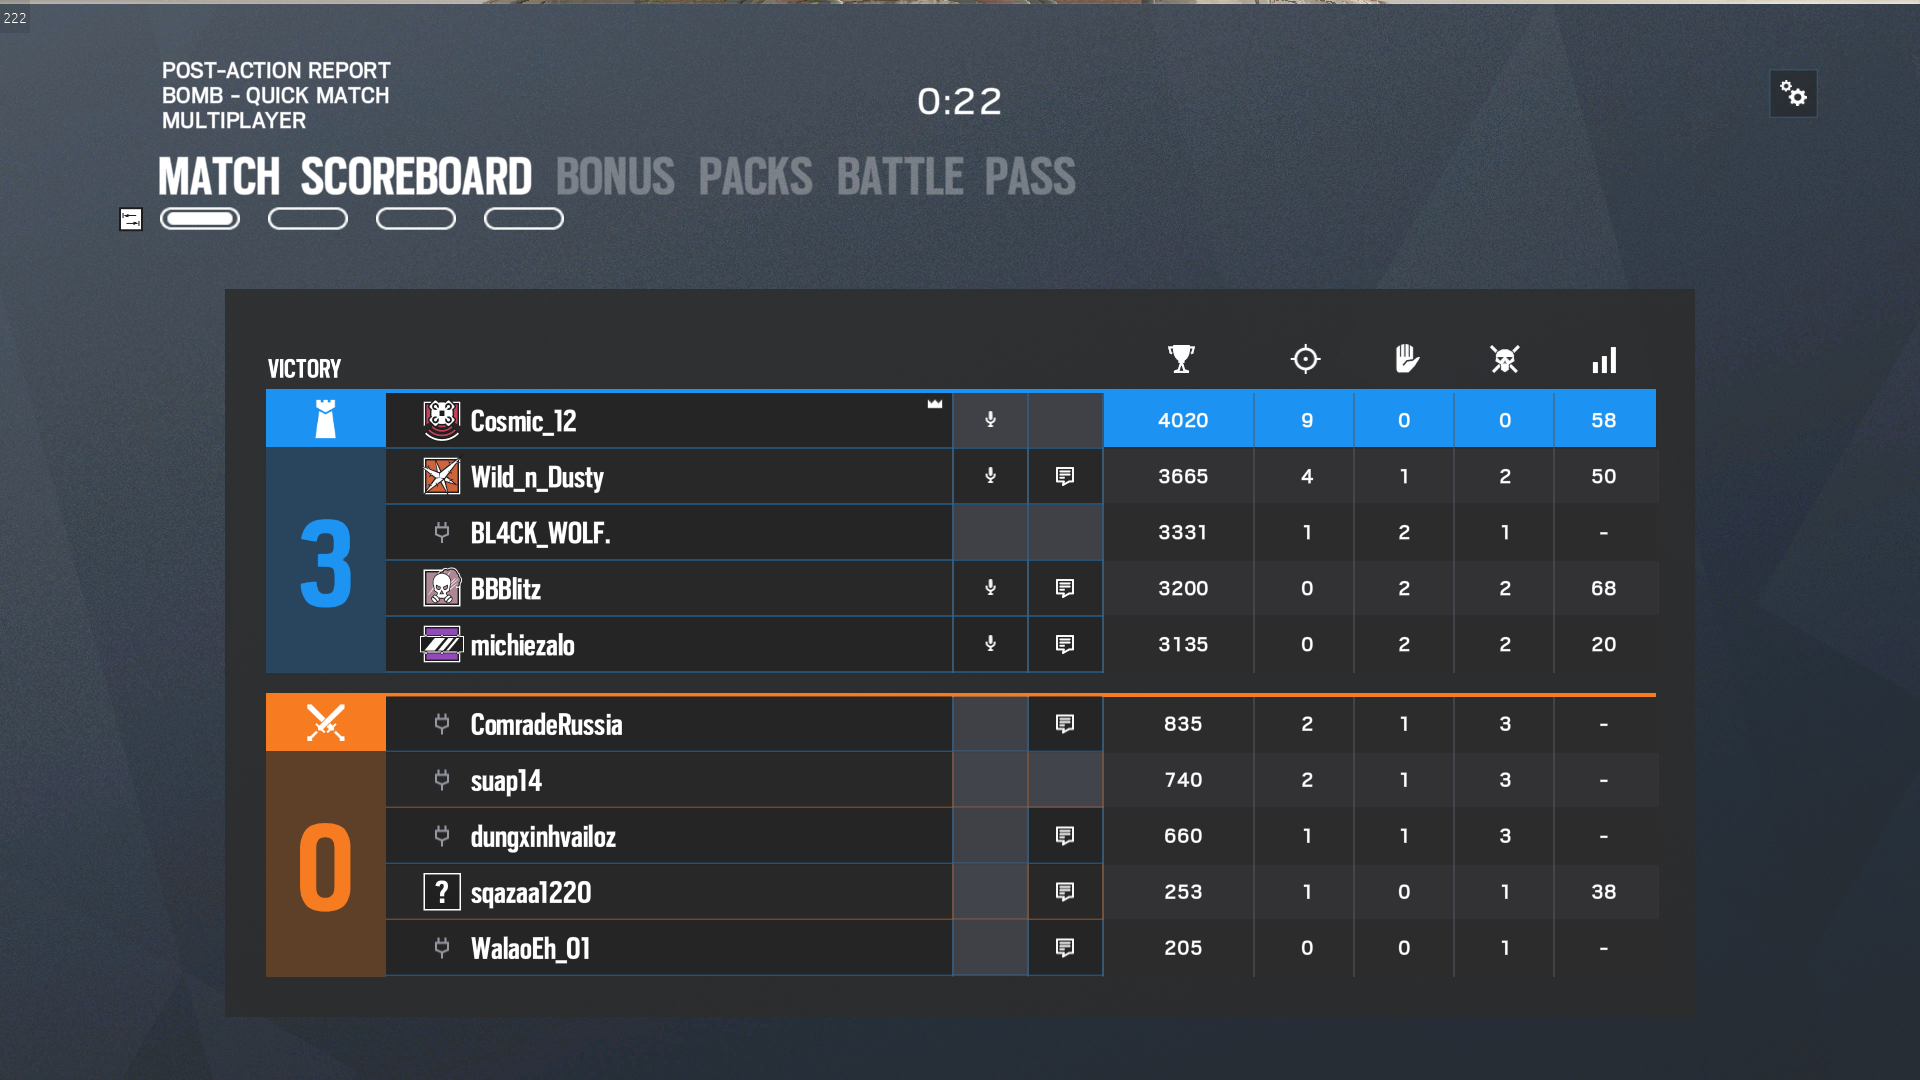 222
POST-ACTION REPORT
BOMB - QUICK MATCH
MULTIPLAYER
0:22
MATCH SCOREBOARD BONUS PACKS BATTLE PASS
VICTORY
Cosmic_12 4020 9 0 0 58
Wild_n_Dusty 3665 4 1 2 50
3
BL4CK_WOLF. 3331 1 2 1 -
BBBlitz 3200 0 2 2 68
michiezalo 3135 0 2 2 20
ComradeRussia 835 2 1 3 -
suap14 740 2 1 3 -
0
dungxinhvailoz 660 1 1 3 -
? sqazaa1220 253 1 0 1 38
WalaoEh_01 205 0 0 1 -